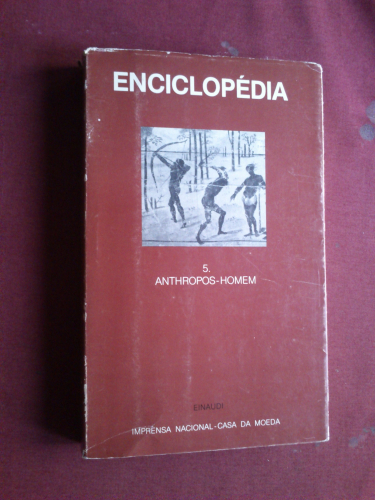 ENCICLOPÉDIA
5.
ANTHROPOS-HOMEM
EINAUDI
IMPRENSA NACIONAL-CASA DA MOEDA